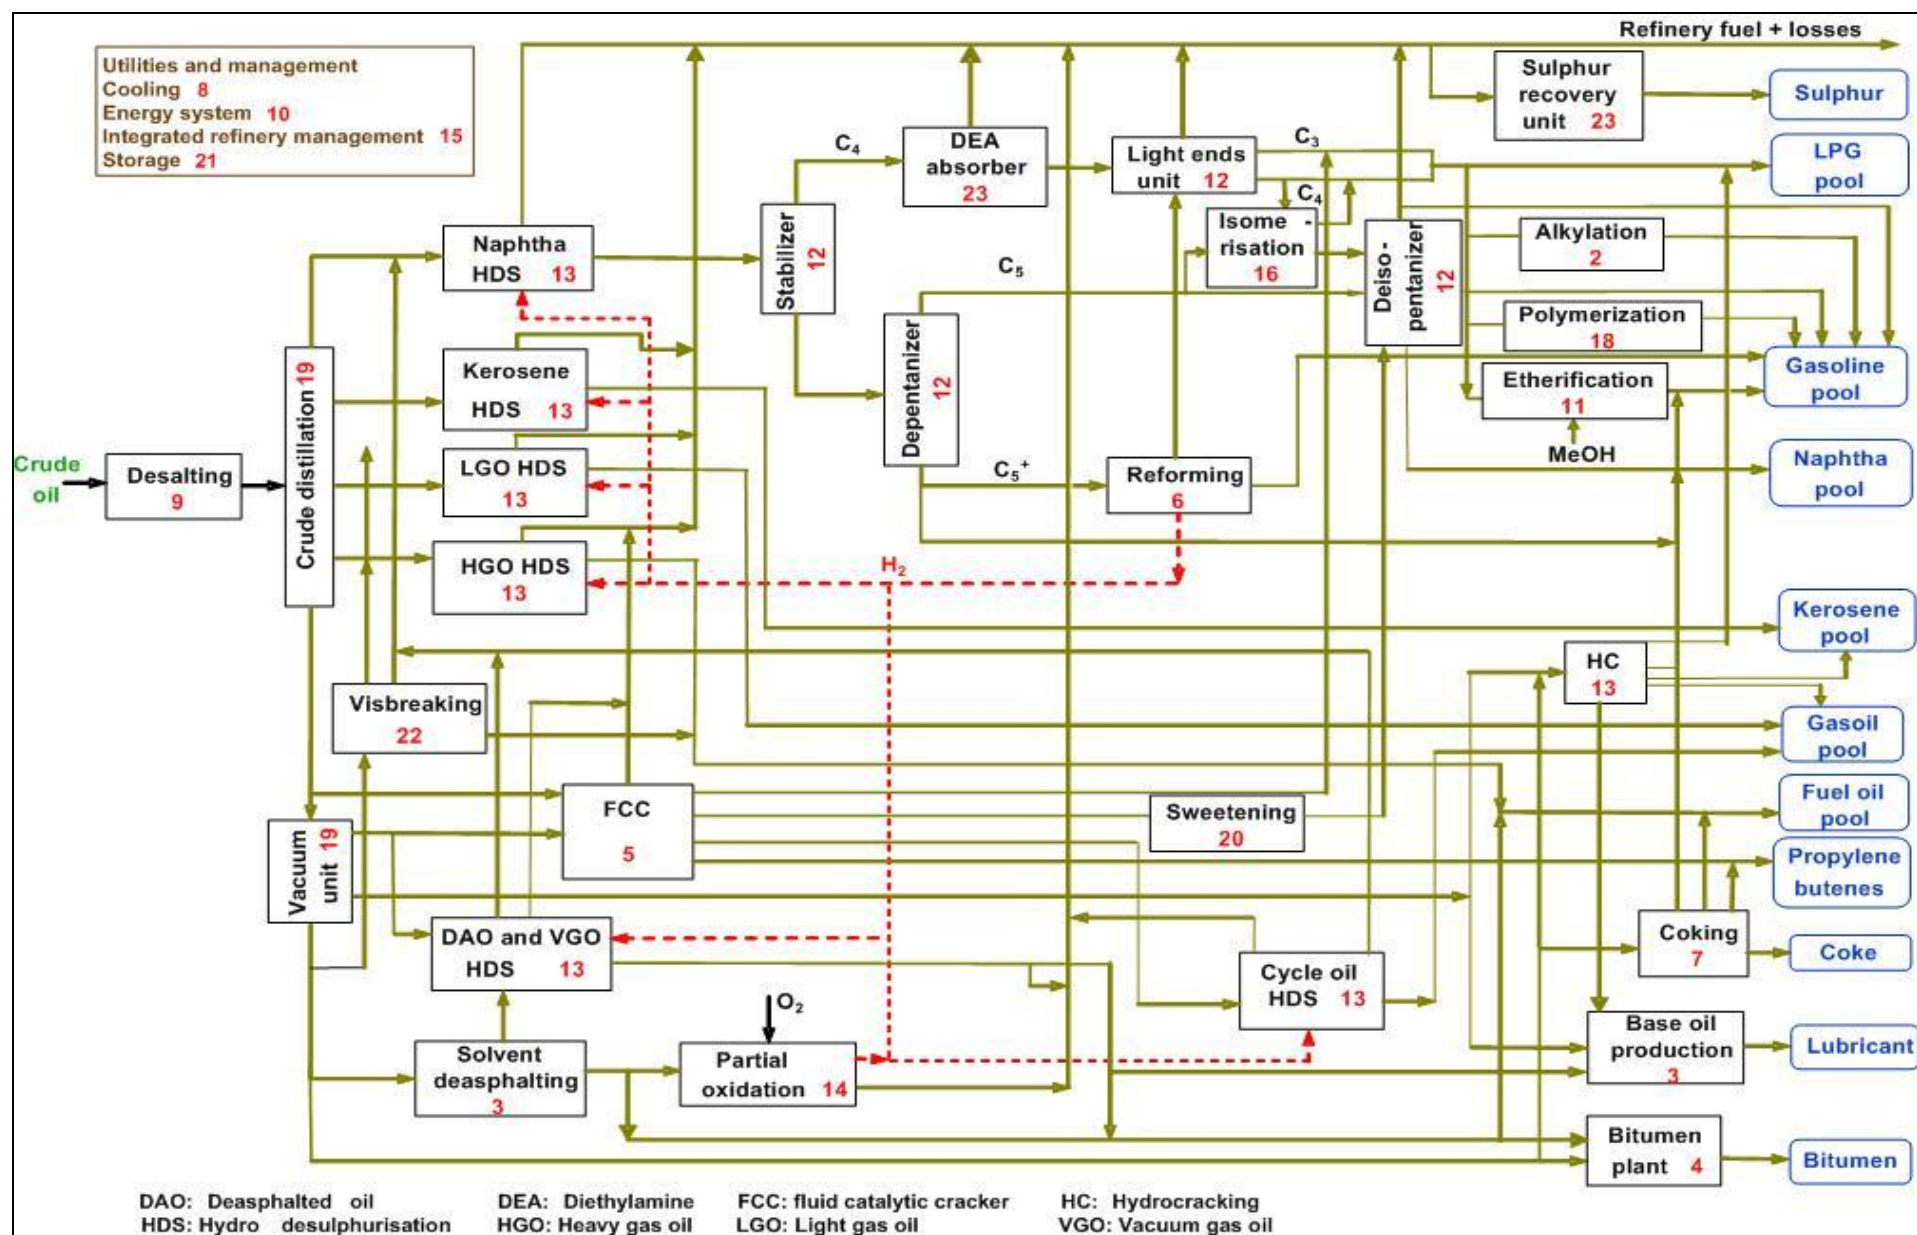 Refinery fuel + losses
Utilities and management
Cooling 8
Energy system 10
Integrated refinery management 15
Storage 21
Sulphur
recovery
unit 23
Sulphur
C4
DEA
absorber
23
Light ends
unit 12
C3
C4
LPG
pool
Naphtha
HDS 13
Stabilizer 12
C5
Isome -
risation
16
Deiso-
pentanizer 12
Alkylation
2
Polymerization
18
Gasoline
pool
Etherification
11
MeOH
Kerosene
HDS 13
Depentanizer 12
Crude distillation 19
Crude
oil
Desalting
9
LGO HDS
13
C5+
Reforming
6
Naphtha
pool
HGO HDS
13
H2
Kerosene
pool
HC
13
Visbreaking
22
Gasoil
pool
FCC
5
Sweetening
20
Fuel oil
pool
Vacuum
unit 19
Propylene
butenes
DAO and VGO
HDS 13
Coking
7
Coke
Cycle oil
HDS 13
O2
Solvent
deasphalting
3
Partial
oxidation 14
Base oil
production
3
Lubricant
Bitumen
plant 4
Bitumen
DAO: Deasphalted oil DEA: Diethylamine FCC: fluid catalytic cracker HC: Hydrocracking
HDS: Hydro desulphurisation HGO: Heavy gas oil LGO: Light gas oil VGO: Vacuum gas oil